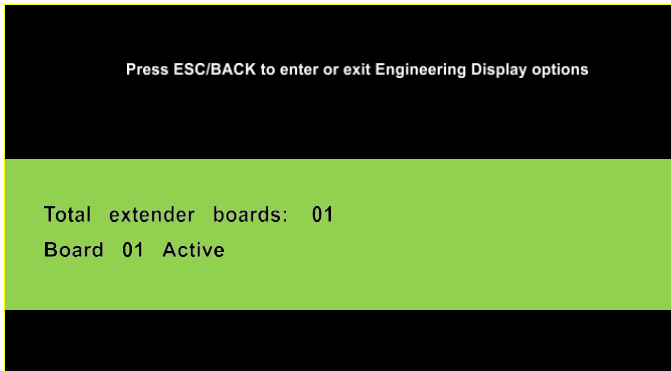 Press ESC/BACK to enter or exit Engineering Display options
Total extender boards: 01
Board 01 Active